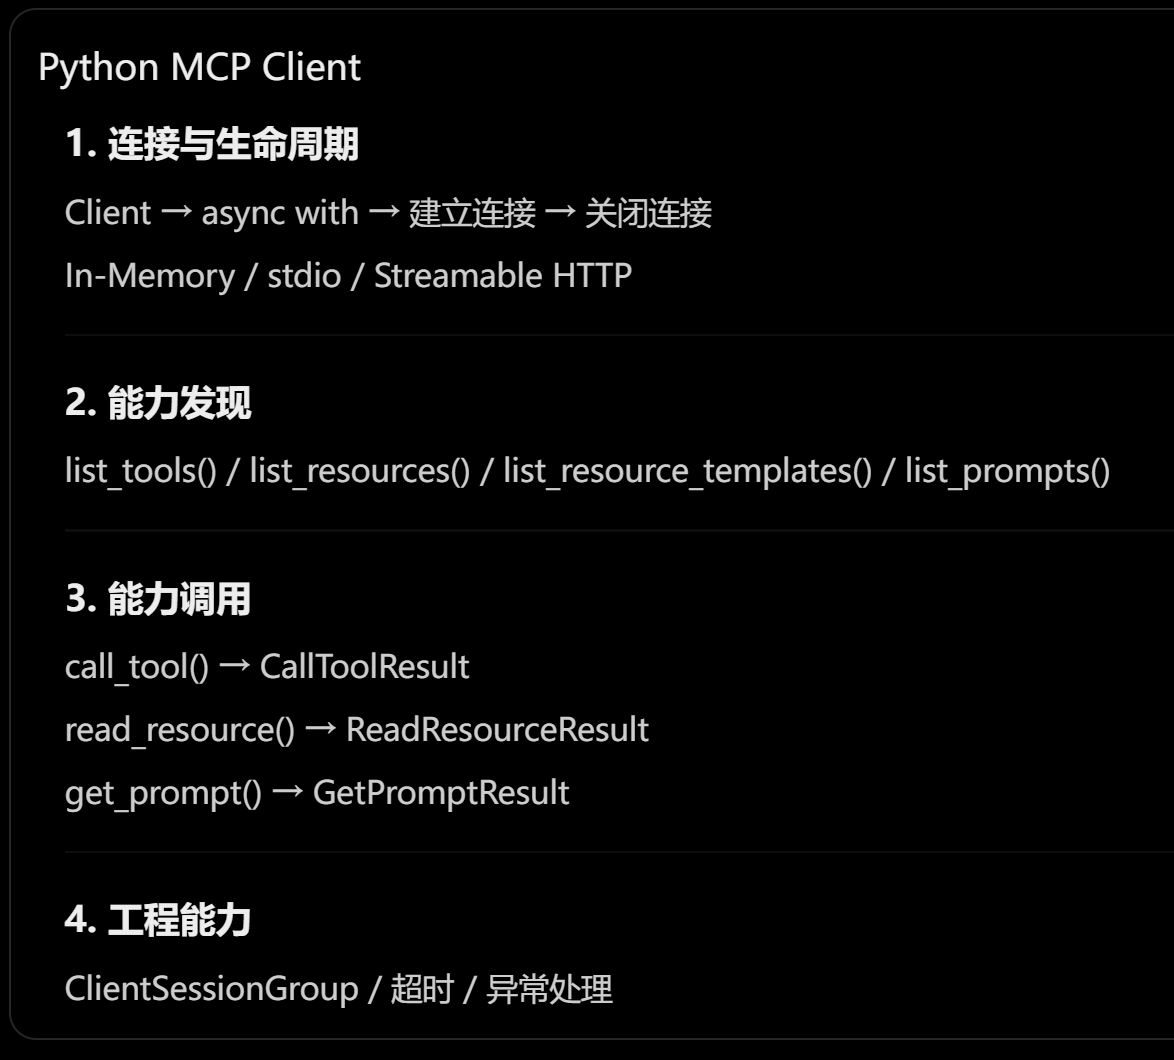 Python MCP Client
1. 连接与生命周期
Client → async with → 建立连接 → 关闭连接
In-Memory / stdio / Streamable HTTP
2. 能力发现
list_tools() / list_resources() / list_resource_templates() / list_prompts()
3. 能力调用
call_tool() → CallToolResult
read_resource() → ReadResourceResult
get_prompt() → GetPromptResult
4. 工程能力
ClientSessionGroup / 超时 / 异常处理